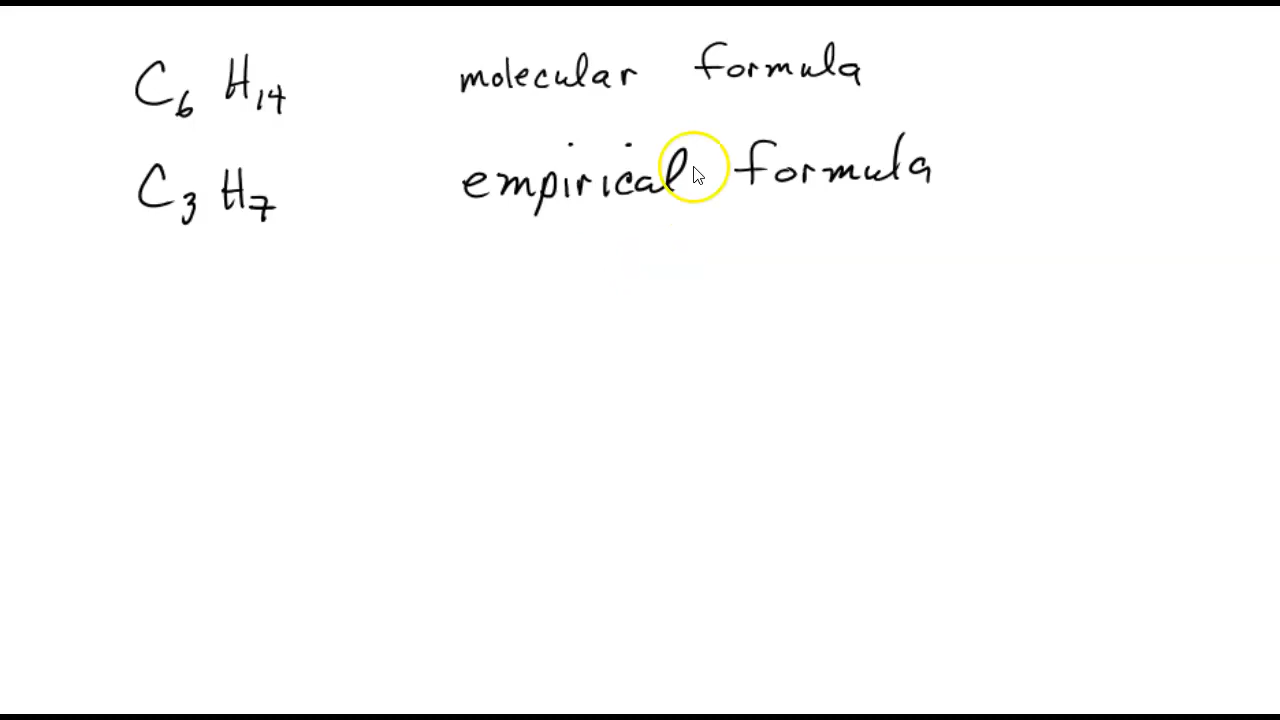 C₆ H₁₄ molecular formula
C₃ H₇ empirical formula